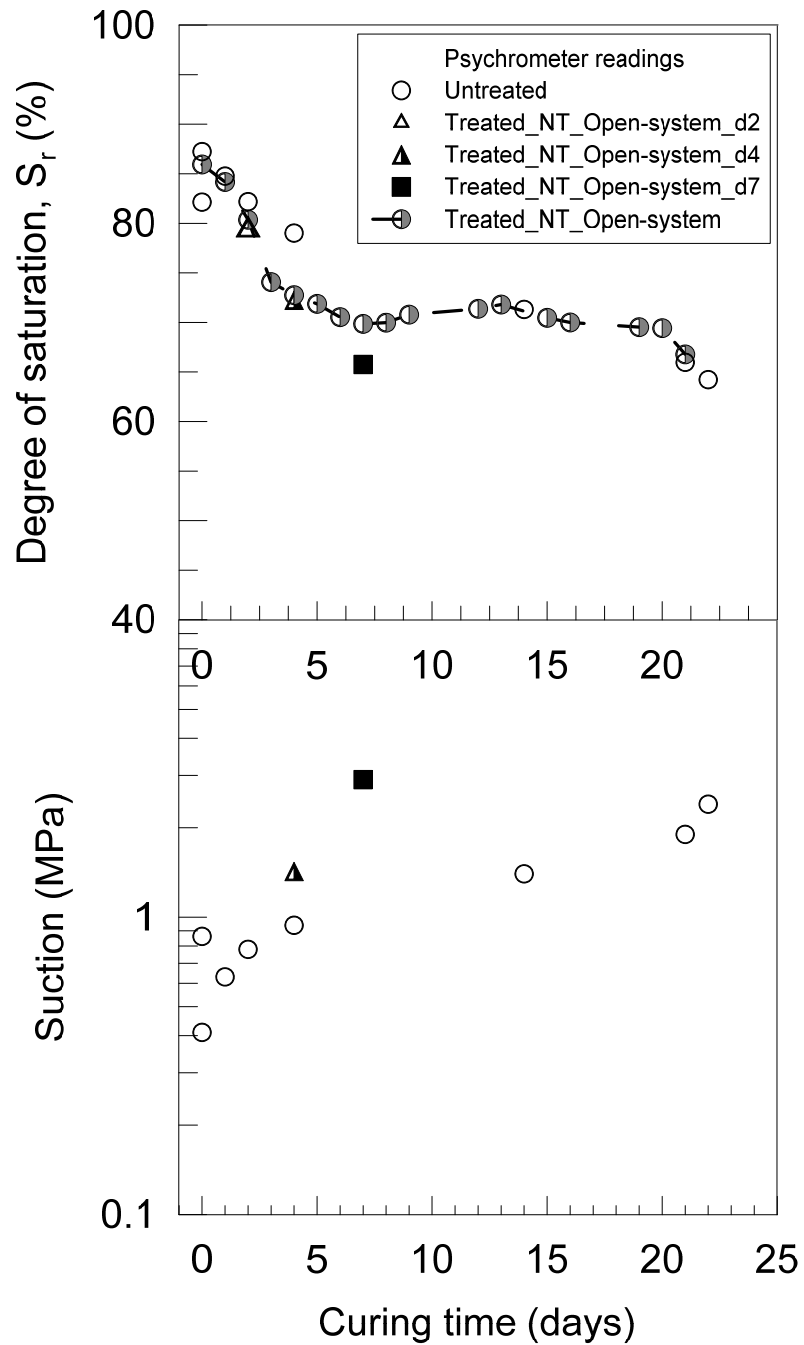 100
80
60
40
Degree of saturation, Sr (%)
Psychrometer readings
Untreated
Treated_NT_Open-system_d2
Treated_NT_Open-system_d4
Treated_NT_Open-system_d7
Treated_NT_Open-system
0 5 10 15 20
1
0.1
Suction (MPa)
0 5 10 15 20 25
Curing time (days)